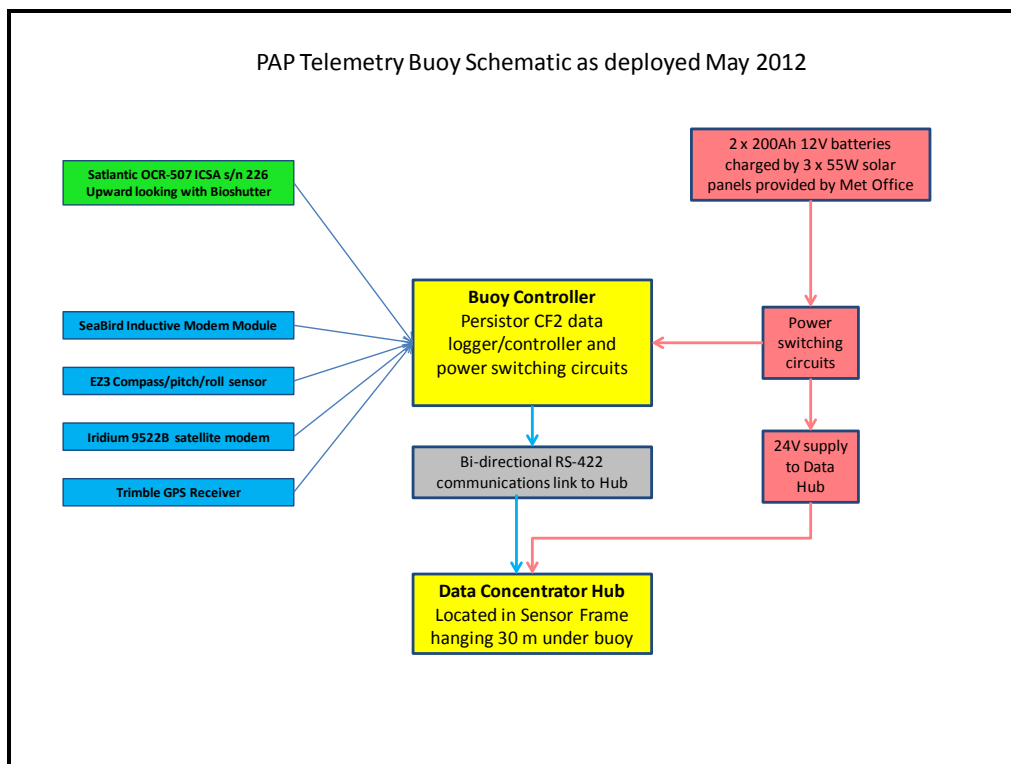 PAP Telemetry Buoy Schematic as deployed May 2012
Satlantic OCR-507 ICSA s/n 226
Upward looking with Bioshutter
SeaBird Inductive Modem Module
EZ3 Compass/pitch/roll sensor
Iridium 9522B satellite modem
Trimble GPS Receiver
Buoy Controller
Persistor CF2 data
logger/controller and
power switching circuits
Bi-directional RS-422
communications link to Hub
Data Concentrator Hub
Located in Sensor Frame
hanging 30 m under buoy
2 x 200Ah 12V batteries
charged by 3 x 55W solar
panels provided by Met Office
Power
switching
circuits
24V supply
to Data
Hub